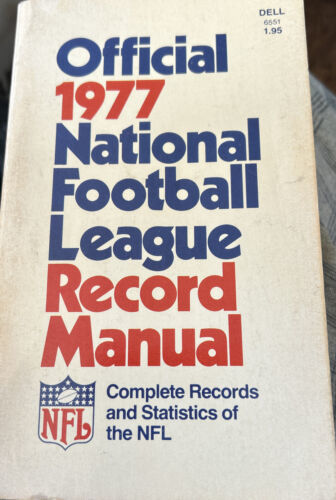 DELL
6551
1.95
Official
1977
National
Football
League
Record
Manual
NFL
Complete Records
and Statistics of
the NFL